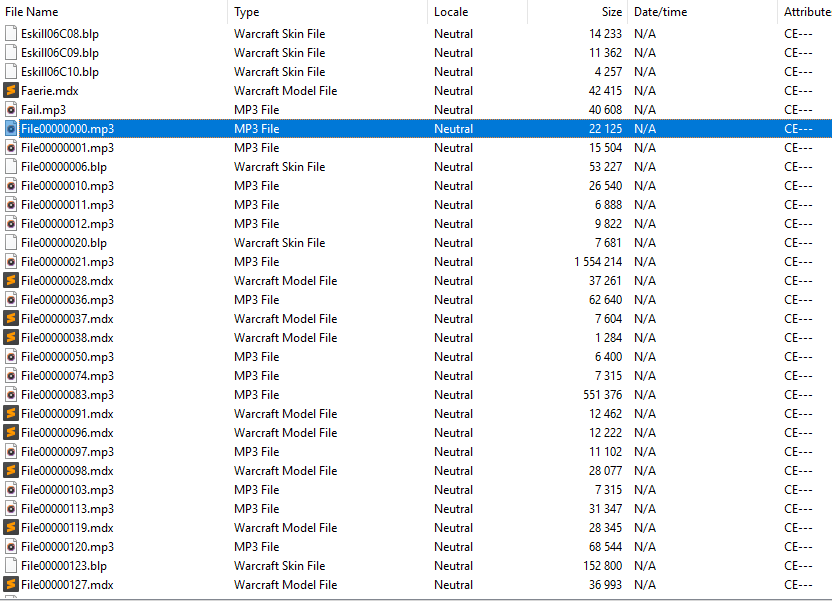 File Name Type Locale Size Date/time Attribute
Eskill06C08.blp Warcraft Skin File Neutral 14 233 N/A CE---
Eskill06C09.blp Warcraft Skin File Neutral 11 362 N/A CE---
Eskill06C10.blp Warcraft Skin File Neutral 4 257 N/A CE---
Faerie.mdx Warcraft Model File Neutral 42 415 N/A CE---
Fail.mp3 MP3 File Neutral 40 608 N/A CE---
File00000000.mp3 MP3 File Neutral 22 125 N/A CE---
File00000001.mp3 MP3 File Neutral 15 504 N/A CE---
File00000006.blp Warcraft Skin File Neutral 53 227 N/A CE---
File00000010.mp3 MP3 File Neutral 26 540 N/A CE---
File00000011.mp3 MP3 File Neutral 6 888 N/A CE---
File00000012.mp3 MP3 File Neutral 9 822 N/A CE---
File00000020.blp Warcraft Skin File Neutral 7 681 N/A CE---
File00000021.mp3 MP3 File Neutral 1 554 214 N/A CE---
File00000028.mdx Warcraft Model File Neutral 37 261 N/A CE---
File00000036.mp3 MP3 File Neutral 62 640 N/A CE---
File00000037.mdx Warcraft Model File Neutral 7 604 N/A CE---
File00000038.mdx Warcraft Model File Neutral 1 284 N/A CE---
File00000050.mp3 MP3 File Neutral 6 400 N/A CE---
File00000074.mp3 MP3 File Neutral 7 315 N/A CE---
File00000083.mp3 MP3 File Neutral 551 376 N/A CE---
File00000091.mdx Warcraft Model File Neutral 12 462 N/A CE---
File00000096.mdx Warcraft Model File Neutral 12 222 N/A CE---
File00000097.mp3 MP3 File Neutral 11 102 N/A CE---
File00000098.mdx Warcraft Model File Neutral 28 077 N/A CE---
File00000103.mp3 MP3 File Neutral 7 315 N/A CE---
File00000113.mp3 MP3 File Neutral 31 347 N/A CE---
File00000119.mdx Warcraft Model File Neutral 28 345 N/A CE---
File00000120.mp3 MP3 File Neutral 68 544 N/A CE---
File00000123.blp Warcraft Skin File Neutral 152 800 N/A CE---
File00000127.mdx Warcraft Model File Neutral 36 993 N/A CE---